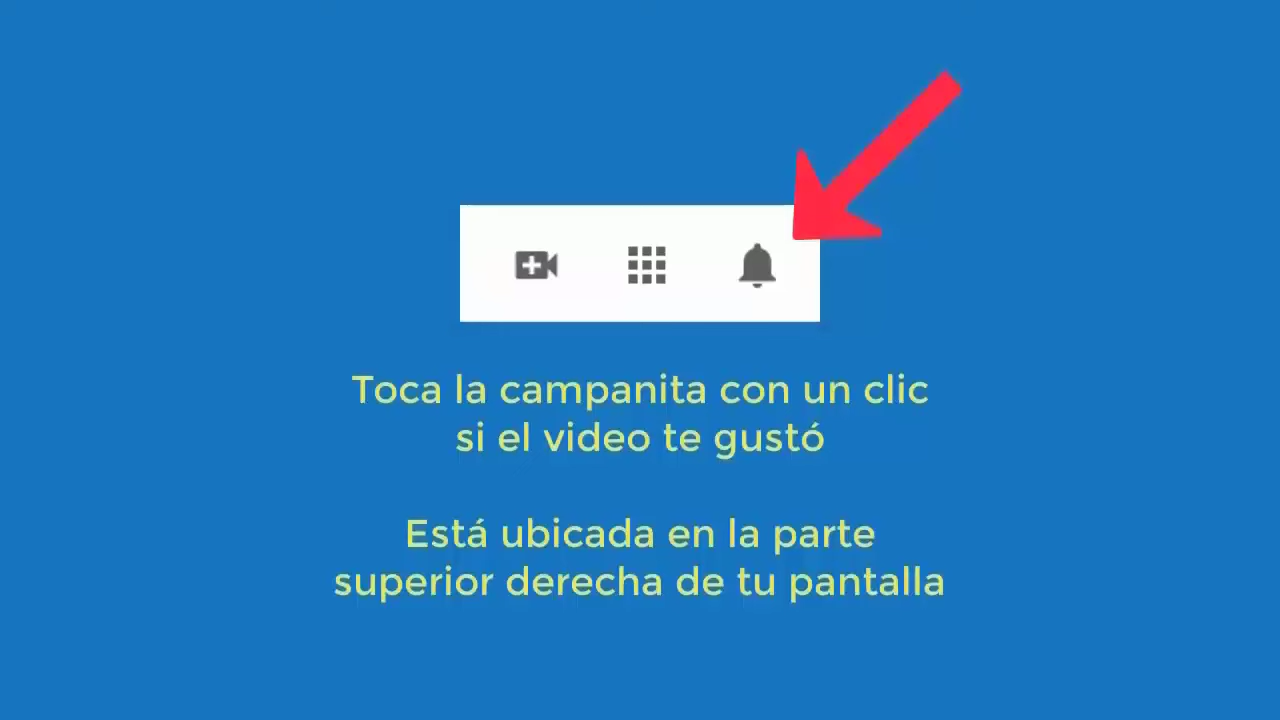 Toca la campanita con un clic
si el video te gustó
Está ubicada en la parte
superior derecha de tu pantalla